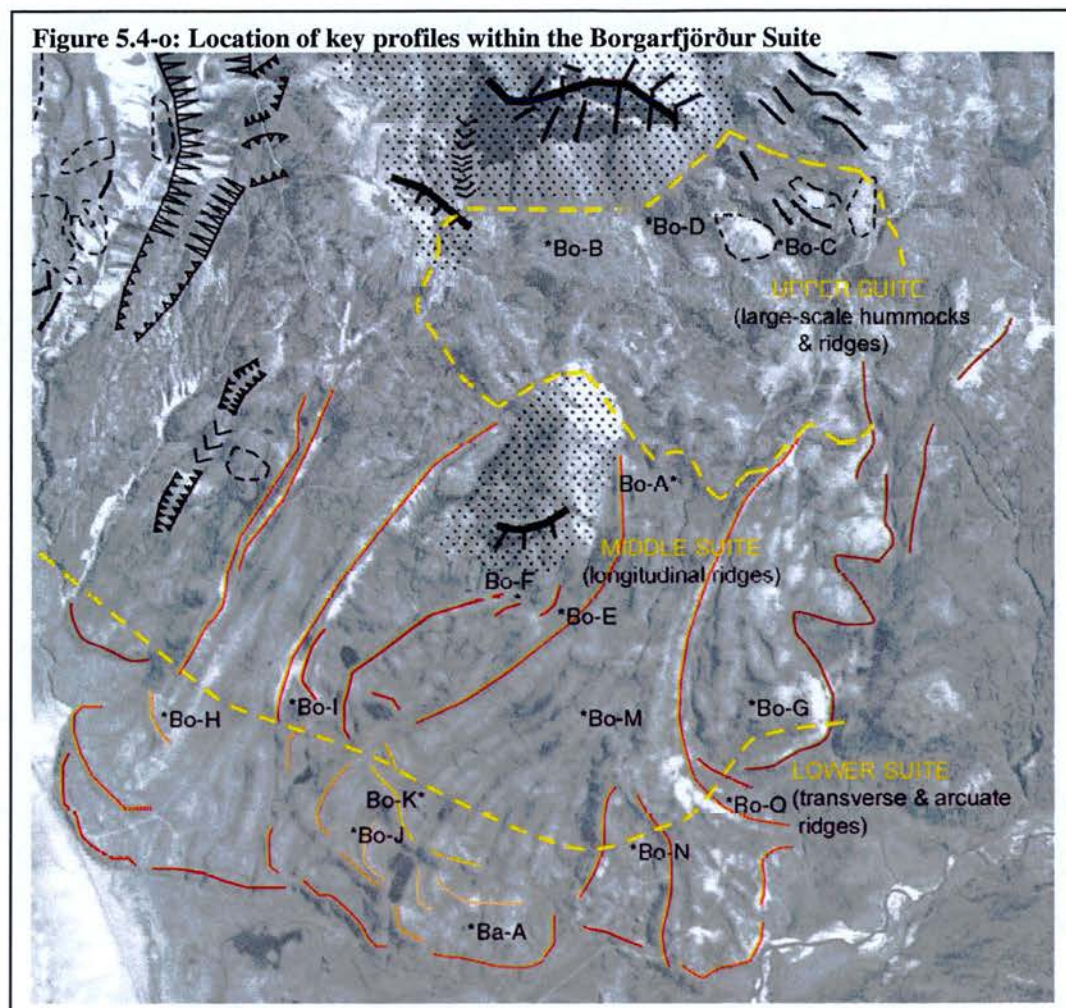 Figure 5.4-o: Location of key profiles within the Borgarfjörður Suite
*Bo-D
*Bo-B
*Bo-C
UPPER SUITE
(large-scale hummocks
& ridges)
Bo-A*
MIDDLE SUITE
(longitudinal ridges)
Bo-F
*Bo-E
*Bo-H
*Bo-I
*Bo-M
*Bo-G
LOWER SUITE
(transverse & arcuate
ridges)
Bo-K*
*Bo-J
*Bo-O
*Bo-N
*Ba-A